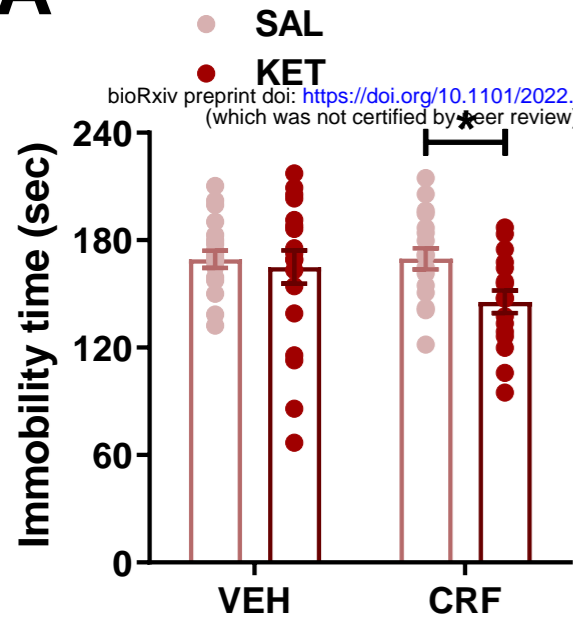 A
SAL
KET
bioRxiv preprint doi: https://doi.org/10.1101/2022.
(which was not certified by peer review)
*
Immobility time (sec)
240
180
120
60
0
VEH
CRF